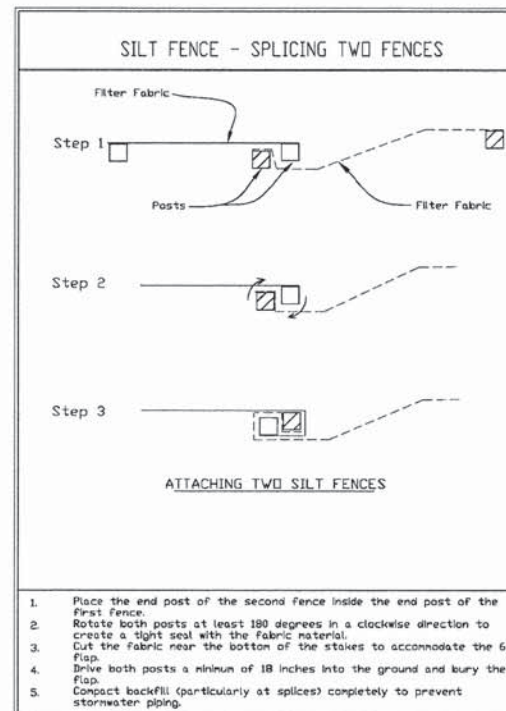 SILT FENCE - SPLICING TWO FENCES
Filter Fabric
Step 1
Posts
Filter Fabric
Step 2
Step 3
ATTACHING TWO SILT FENCES
1. Place the end post of the second fence inside the end post of the
first fence.
2. Rotate both posts at least 180 degrees in a clockwise direction to
create a tight seal with the fabric material.
3. Cut the fabric near the bottom of the stakes to accommodate the 6
flap.
4. Drive both posts a minimum of 18 inches into the ground and bury the
flap.
5. Compact backfill (particularly at splices) completely to prevent
stormwater piping.